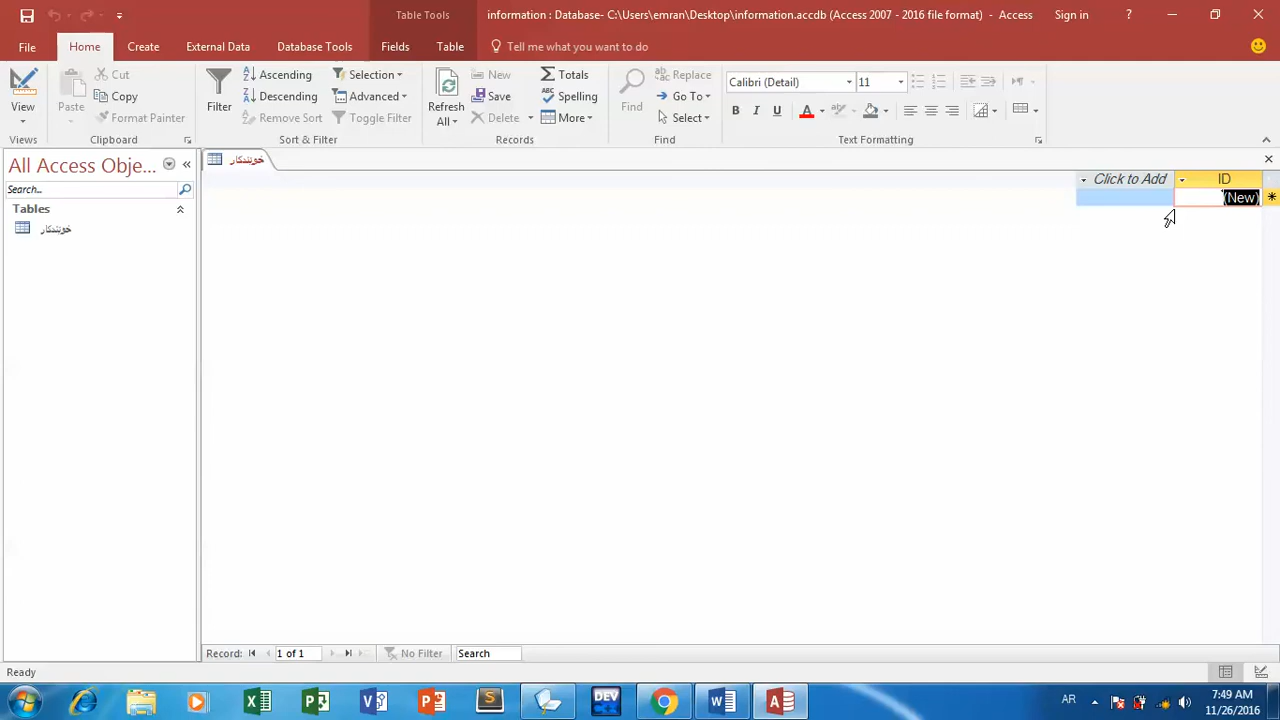 Table Tools
information : Database- C:\Users\emran\Desktop\information.accdb (Access 2007 - 2016 file format) - Access
Sign in
?
File
Home
Create
External Data
Database Tools
Fields
Table
Tell me what you want to do
View
Views
Paste
Cut
Copy
Format Painter
Clipboard
Filter
Ascending
Descending
Remove Sort
Selection
Advanced
Toggle Filter
Sort & Filter
Refresh
All
New
Save
Delete
Totals
Spelling
More
Records
Find
Replace
Go To
Select
Find
Calibri (Detail)
11
B I U
Text Formatting
All Access Obje...
Search...
Tables
خوێندکار
خوێندکار
Click to Add
ID
(New)
Record:
1 of 1
No Filter
Search
Ready
DEV
AR
7:49 AM
11/26/2016